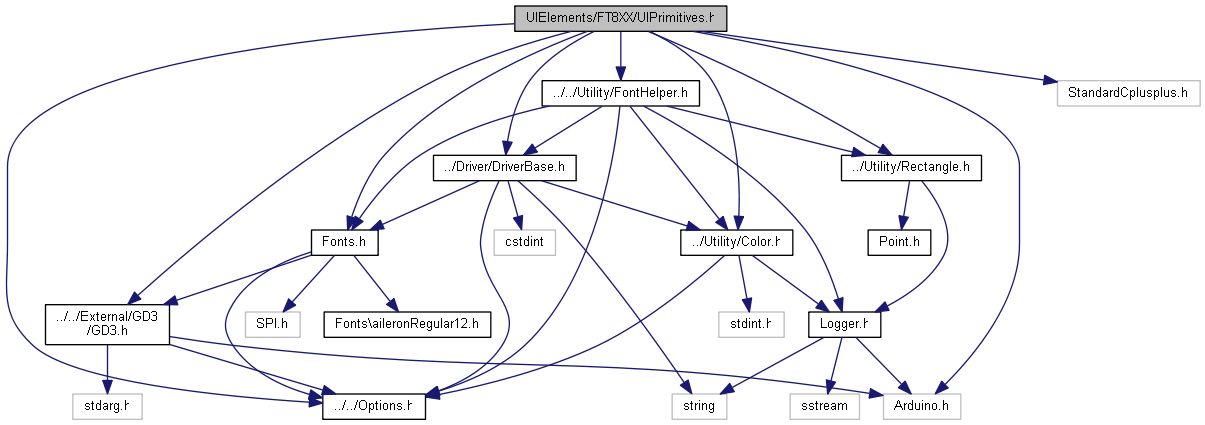 UIElements/FT8XX/UIPrimitives.h
../../Utility/FontHelper.h
StandardCplusplus.h
../Driver/DriverBase.h
../Utility/Rectangle.h
Fonts.h
cstdint
../Utility/Color.h
Point.h
../../External/GD3
/GD3.h
SPI.h
Fonts\aileronRegular12.h
stdint.h
Logger.h
stdarg.h
../../Options.h
string
sstream
Arduino.h